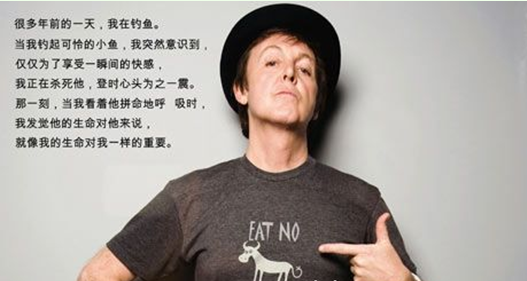 很多年前的一天，我在钓鱼。
当我钓起可怜的小鱼，我突然意识到，
仅仅为了享受一瞬间的快感，
我正在杀死他，登时心头为之一震。
那一刻，当我看着他拼命地呼 吸时，
我发觉他的生命对他来说，
就像我的生命对我一样的重要。
EAT NO